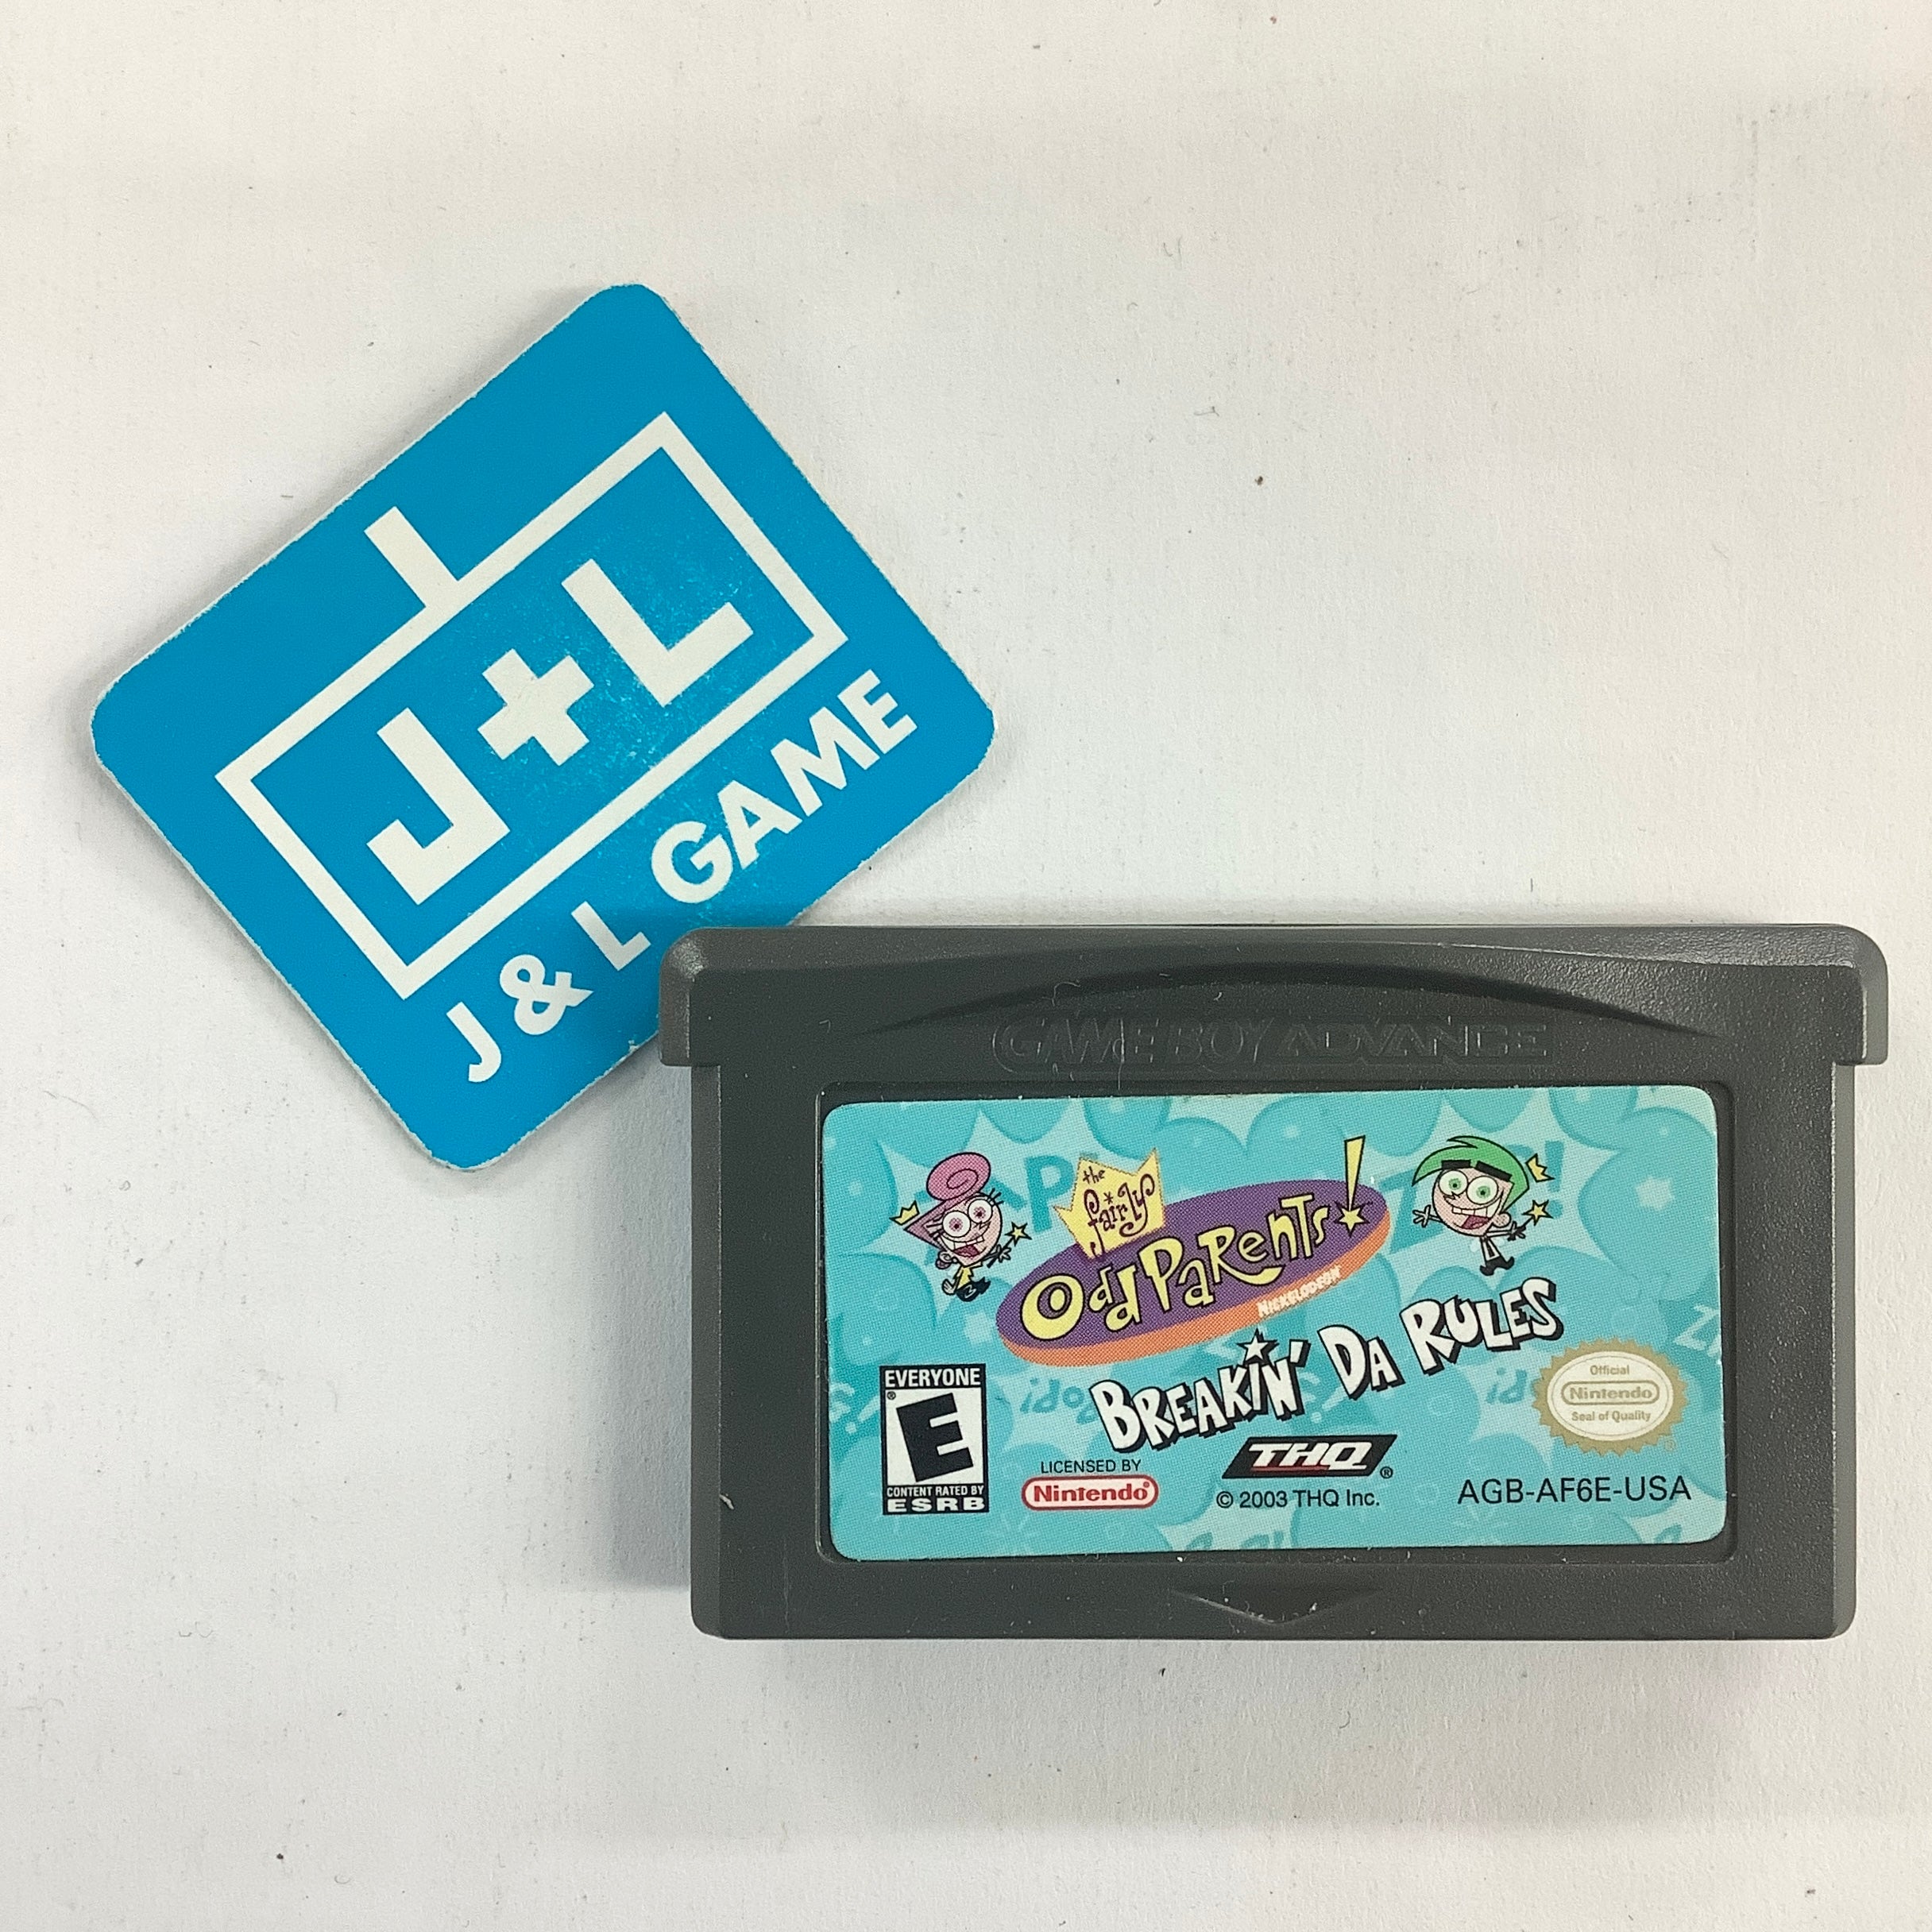 J+L
J & L GAME
GAME BOY ADVANCE
the
fairly
OddParents!
NICKELODEON
BREAKIN' DA RULES
EVERYONE
E
CONTENT RATED BY
ESRB
LICENSED BY
Nintendo®
THQ®
© 2003 THQ Inc.
Official
Nintendo
Seal of Quality
AGB-AF6E-USA